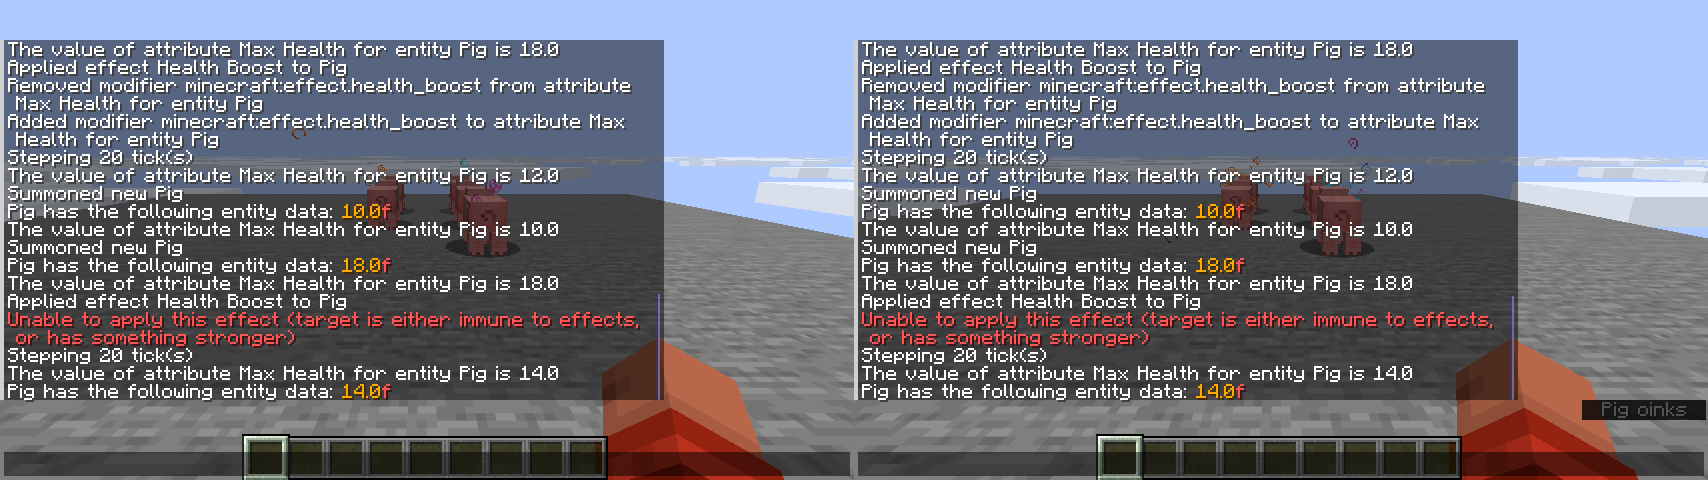 The value of attribute Max Health for entity Pig is 18.0
Applied effect Health Boost to Pig
Removed modifier minecraft:effect.health_boost from attribute
Max Health for entity Pig
Added modifier minecraft:effect.health_boost to attribute Max
Health for entity Pig
Stepping 20 tick(s)
The value of attribute Max Health for entity Pig is 12.0
Summoned new Pig
Pig has the following entity data: 10.0f
The value of attribute Max Health for entity Pig is 10.0
Summoned new Pig
Pig has the following entity data: 18.0f
The value of attribute Max Health for entity Pig is 18.0
Applied effect Health Boost to Pig
Unable to apply this effect (target is either immune to effects,
or has something stronger)
Stepping 20 tick(s)
The value of attribute Max Health for entity Pig is 14.0
Pig has the following entity data: 14.0f
The value of attribute Max Health for entity Pig is 18.0
Applied effect Health Boost to Pig
Removed modifier minecraft:effect.health_boost from attribute
Max Health for entity Pig
Added modifier minecraft:effect.health_boost to attribute Max
Health for entity Pig
Stepping 20 tick(s)
The value of attribute Max Health for entity Pig is 12.0
Summoned new Pig
Pig has the following entity data: 10.0f
The value of attribute Max Health for entity Pig is 10.0
Summoned new Pig
Pig has the following entity data: 18.0f
The value of attribute Max Health for entity Pig is 18.0
Applied effect Health Boost to Pig
Unable to apply this effect (target is either immune to effects,
or has something stronger)
Stepping 20 tick(s)
The value of attribute Max Health for entity Pig is 14.0
Pig has the following entity data: 14.0f
Pig oinks